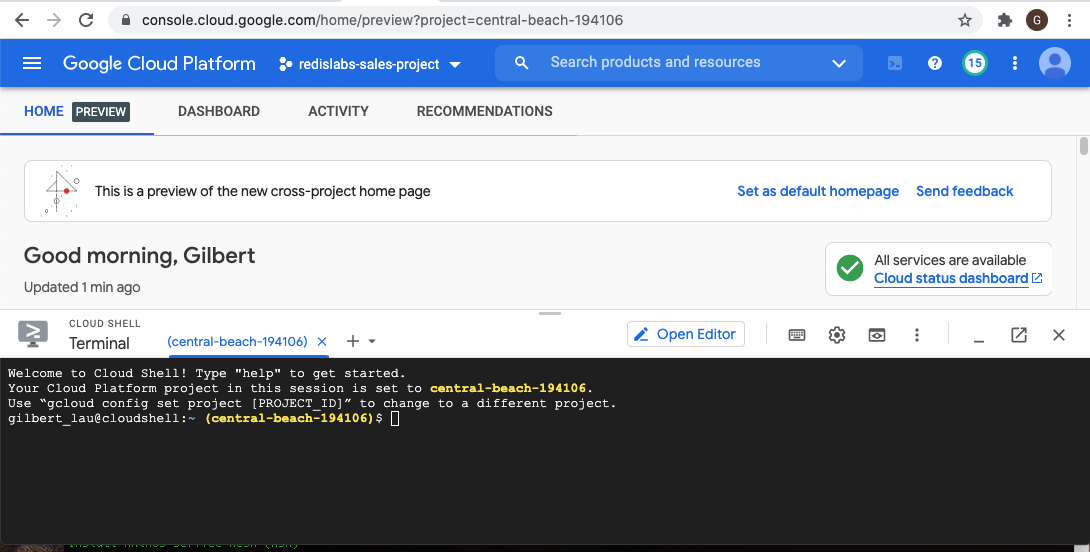 console.cloud.google.com/home/preview?project=central-beach-194106
G
Google Cloud Platform
redislabs-sales-project
Search products and resources
15
HOME PREVIEW DASHBOARD ACTIVITY RECOMMENDATIONS
This is a preview of the new cross-project home page
Set as default homepage Send feedback
Good morning, Gilbert
Updated 1 min ago
All services are available
Cloud status dashboard
CLOUD SHELL
Terminal
(central-beach-194106)
Open Editor
Welcome to Cloud Shell! Type "help" to get started.
Your Cloud Platform project in this session is set to central-beach-194106.
Use “gcloud config set project [PROJECT_ID]” to change to a different project.
gilbert_lau@cloudshell:~ (central-beach-194106)$